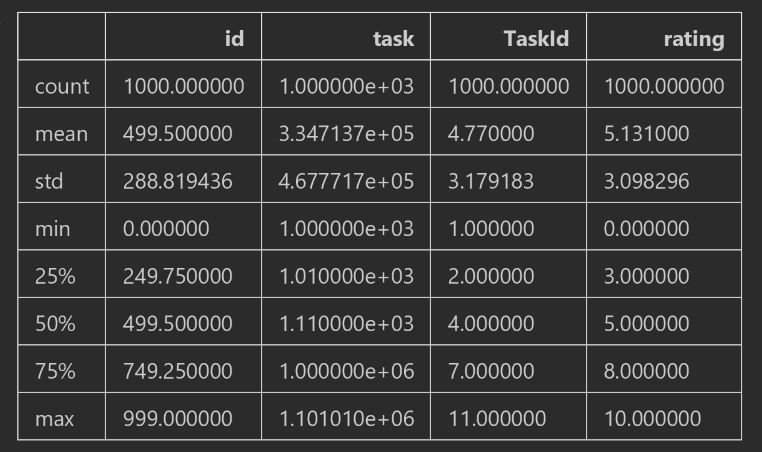 id task TaskId rating
count 1000.000000 1.000000e+03 1000.000000 1000.000000
mean 499.500000 3.347137e+05 4.770000 5.131000
std 288.819436 4.677717e+05 3.179183 3.098296
min 0.000000 1.000000e+03 1.000000 0.000000
25% 249.750000 1.010000e+03 2.000000 3.000000
50% 499.500000 1.110000e+03 4.000000 5.000000
75% 749.250000 1.000000e+06 7.000000 8.000000
max 999.000000 1.101010e+06 11.000000 10.000000